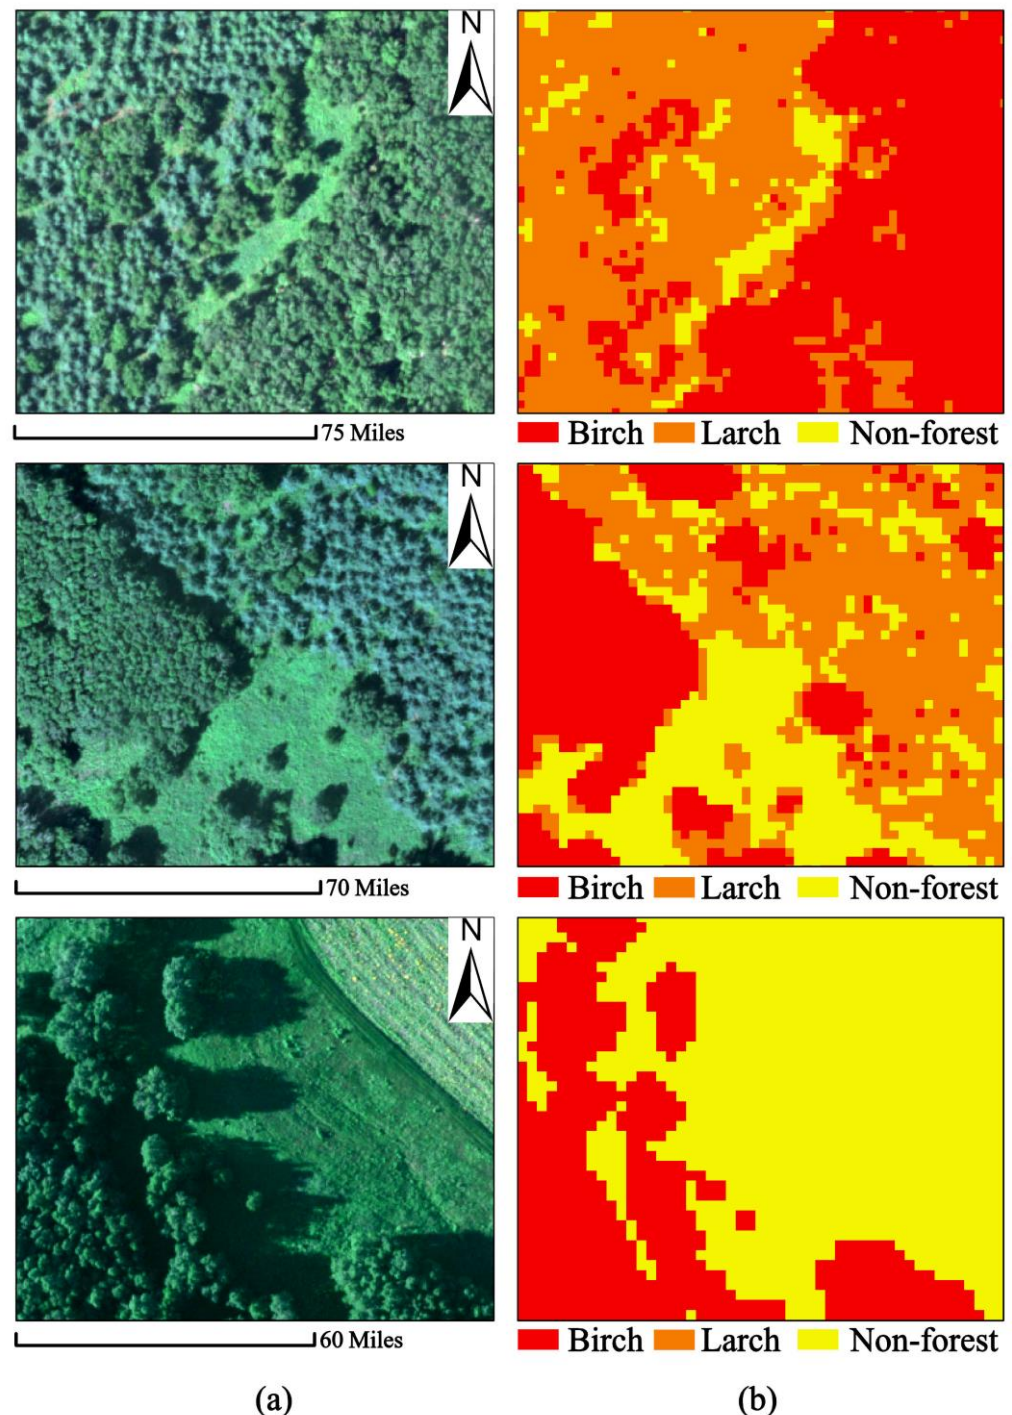 N
75 Miles
Birch Larch Non-forest
N
70 Miles
Birch Larch Non-forest
N
60 Miles
Birch Larch Non-forest
(a) (b)